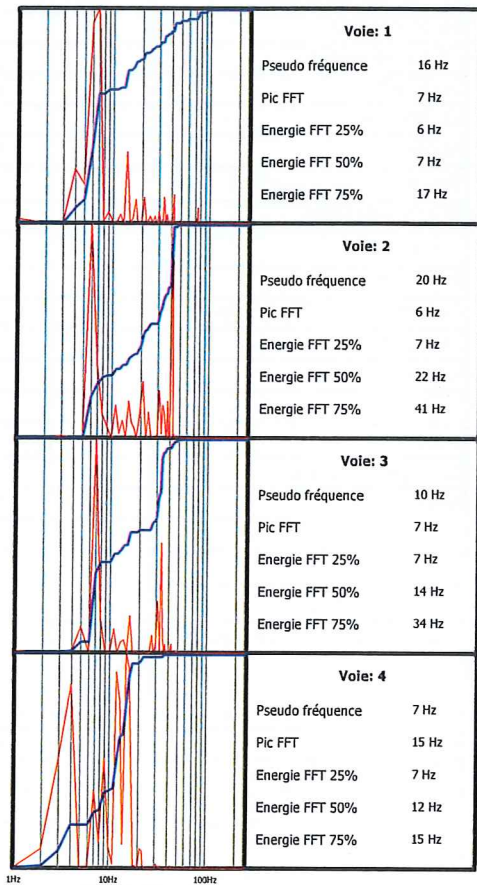 Voie: 1
Pseudo fréquence 16 Hz
Pic FFT 7 Hz
Energie FFT 25% 6 Hz
Energie FFT 50% 7 Hz
Energie FFT 75% 17 Hz
Voie: 2
Pseudo fréquence 20 Hz
Pic FFT 6 Hz
Energie FFT 25% 7 Hz
Energie FFT 50% 22 Hz
Energie FFT 75% 41 Hz
Voie: 3
Pseudo fréquence 10 Hz
Pic FFT 7 Hz
Energie FFT 25% 7 Hz
Energie FFT 50% 14 Hz
Energie FFT 75% 34 Hz
Voie: 4
Pseudo fréquence 7 Hz
Pic FFT 15 Hz
Energie FFT 25% 7 Hz
Energie FFT 50% 12 Hz
Energie FFT 75% 15 Hz
1Hz 10Hz 100Hz